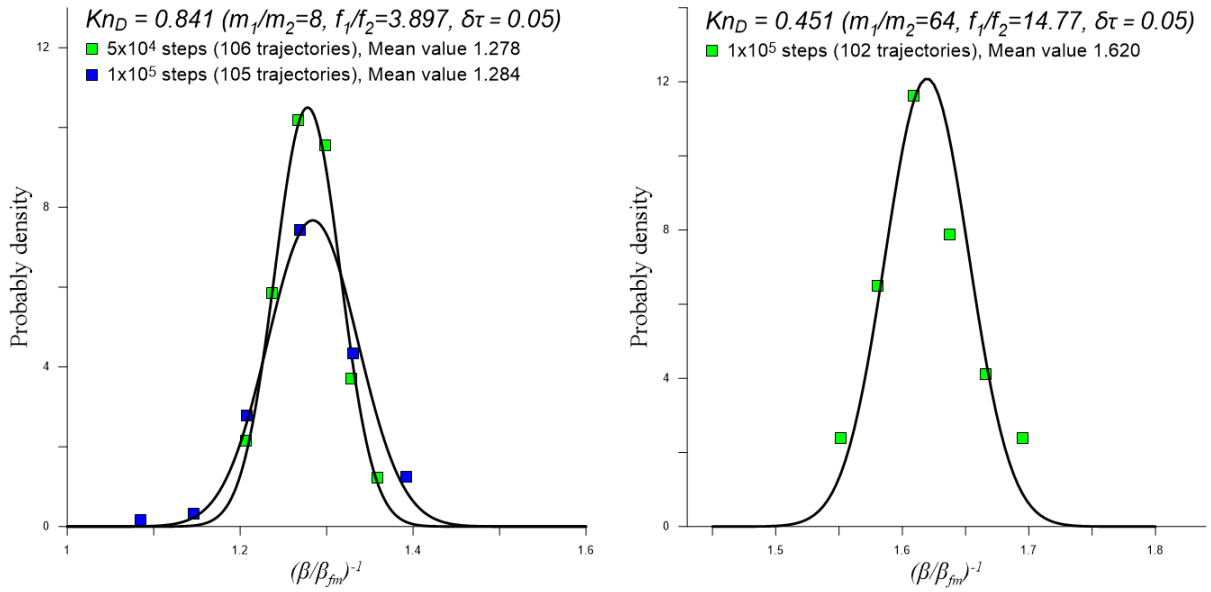 Kn_D = 0.841 (m_1/m_2=8, f_1/f_2=3.897, δτ = 0.05)
5x10^4 steps (106 trajectories), Mean value 1.278
1x10^5 steps (105 trajectories), Mean value 1.284
12
8
4
0
Probably density
1
1.2
1.4
1.6
(β/β_fm)^-1
Kn_D = 0.451 (m_1/m_2=64, f_1/f_2=14.77, δτ = 0.05)
1x10^5 steps (102 trajectories), Mean value 1.620
12
8
4
0
Probably density
1.5
1.6
1.7
1.8
(β/β_fm)^-1